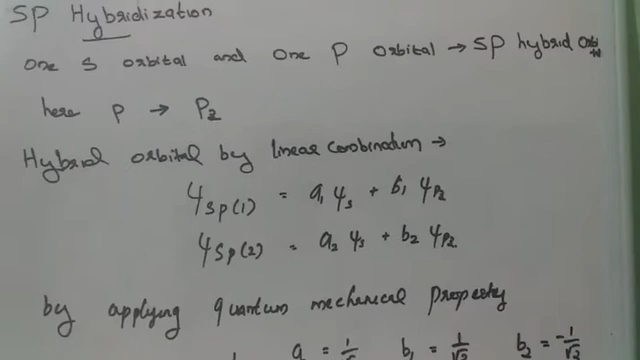 SP Hybridization
one s orbital and one P orbital → SP hybrid
here P → Pz
Hybrid orbital by linear combination →
ψsp(1) = a₁ ψs + b₁ ψPz
ψsp(2) = a₂ ψs + b₂ ψPz
by applying quantum mechanical property
b₁ = 1/√2 b₂ = -1/√2